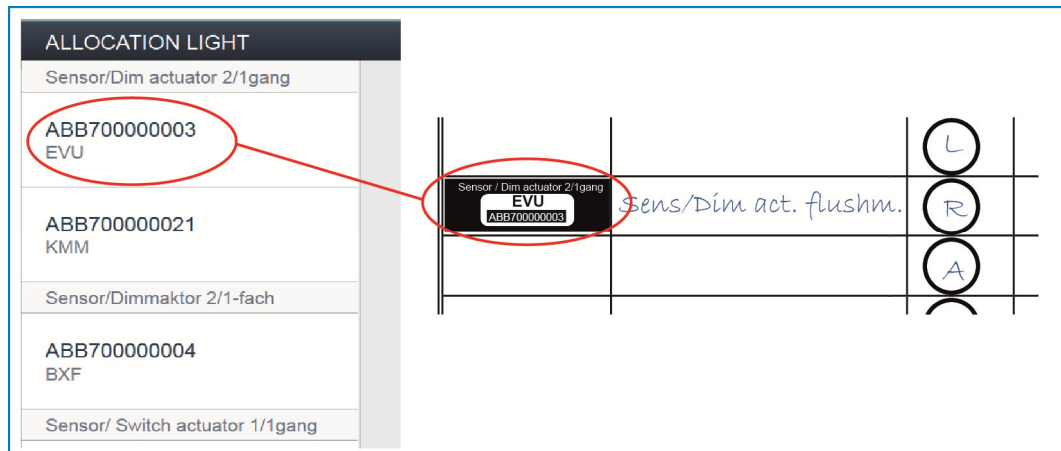 ALLOCATION LIGHT
Sensor/Dim actuator 2/1gang
ABB700000003
EVU
ABB700000021
KMM
Sensor/Dimmaktor 2/1-fach
ABB700000004
BXF
Sensor/ Switch actuator 1/1gang
L
Sensor / Dim actuator 2/1gang
EVU
ABB700000003
Sens/Dim act. flushm.
R
A